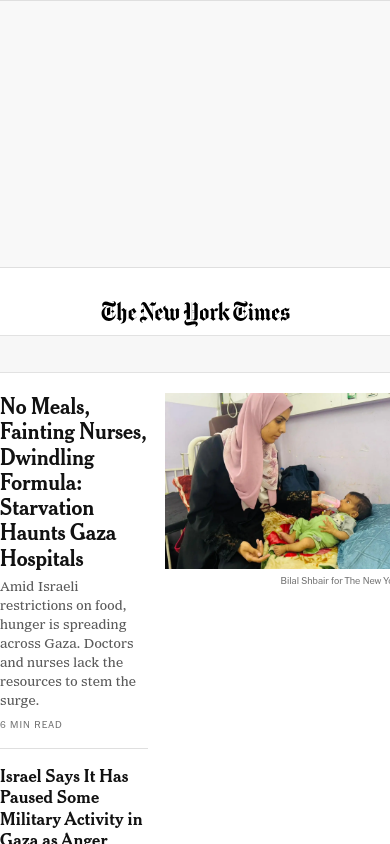 The New York Times
No Meals,
Fainting Nurses,
Dwindling
Formula:
Starvation
Haunts Gaza
Hospitals
Amid Israeli
restrictions on food,
hunger is spreading
across Gaza. Doctors
and nurses lack the
resources to stem the
surge.
6 MIN READ
Bilal Shbair for The New Yo
Israel Says It Has
Paused Some
Military Activity in
Gaza as Anger